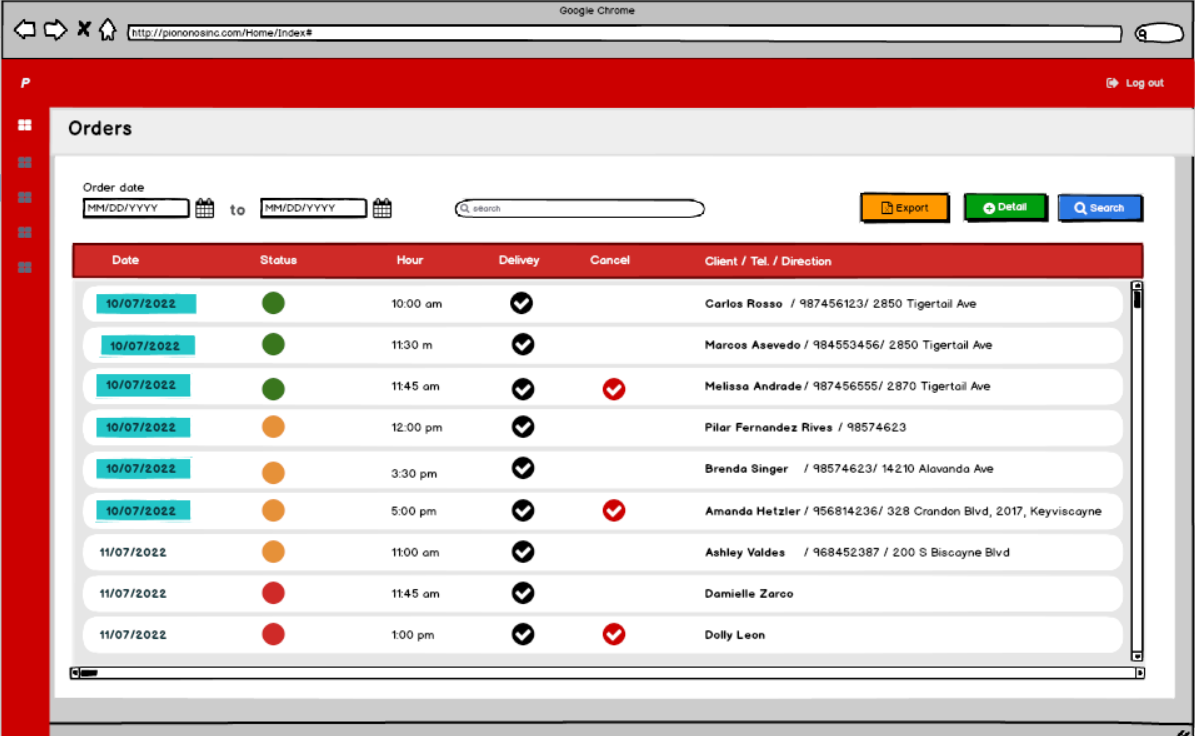 Google Chrome
http://piononosinc.com/Home/Index#
P
Log out
Orders
Order date
MM/DD/YYYY to MM/DD/YYYY search Export Detail Search
Date Status Hour Delivey Cancel Client / Tel. / Direction
10/07/2022 10:00 am Carlos Rosso / 987456123/ 2850 Tigertail Ave
10/07/2022 11:30 m Marcos Asevedo / 984553456/ 2850 Tigertail Ave
10/07/2022 11:45 am Melissa Andrade / 987456555/ 2870 Tigertail Ave
10/07/2022 12:00 pm Pilar Fernandez Rives / 98574623
10/07/2022 3:30 pm Brenda Singer / 98574623/ 14210 Alavanda Ave
10/07/2022 5:00 pm Amanda Hetzler / 956814236/ 328 Crandon Blvd, 2017, Keyviscayne
11/07/2022 11:00 am Ashley Valdes / 968452387 / 200 S Biscayne Blvd
11/07/2022 11:45 am Damielle Zarco
11/07/2022 1:00 pm Dolly Leon